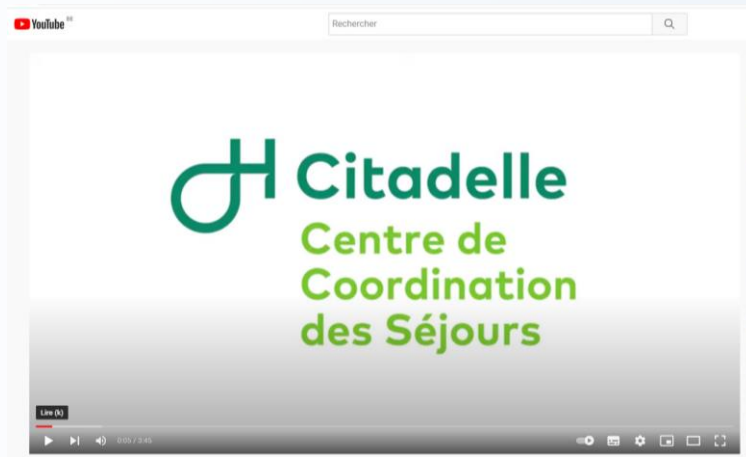 YouTube BE
Rechercher
Citadelle
Centre de
Coordination
des Séjours
Lire (k)
0:05 / 3:45